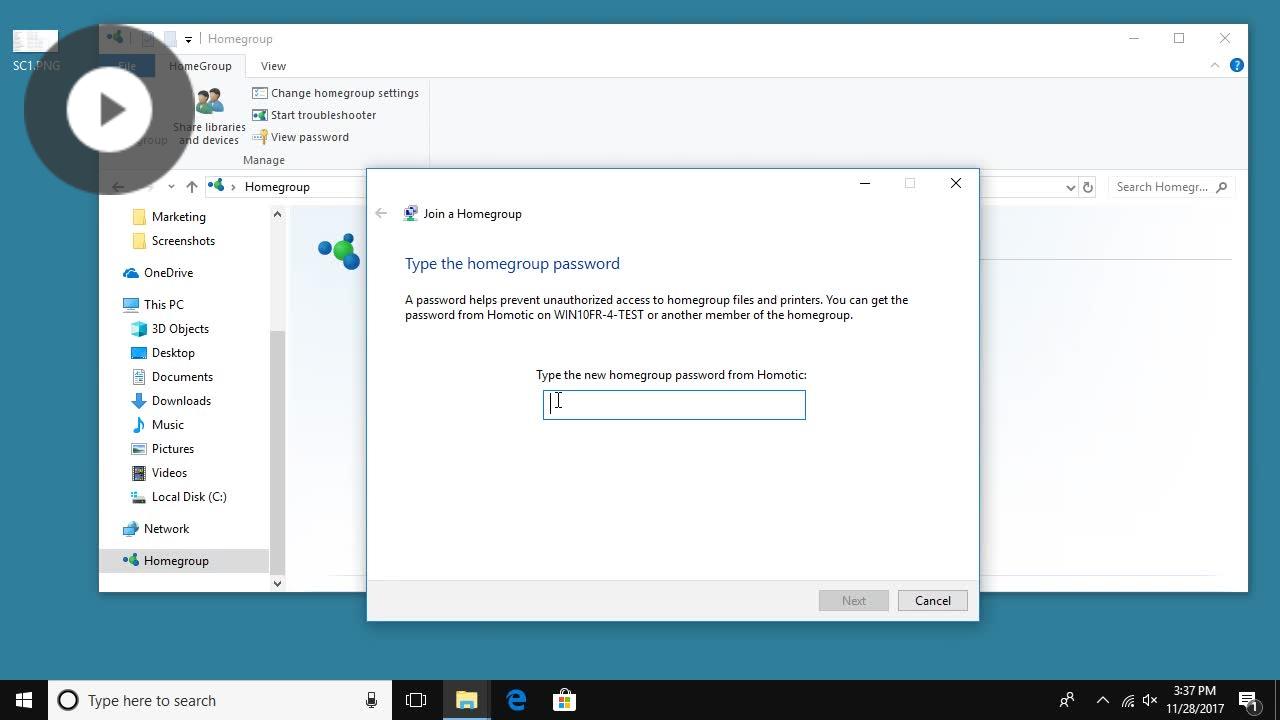 Homegroup
SC1.PNG
File
HomeGroup
View
Change homegroup settings
Start troubleshooter
View password
Share libraries
and devices
Manage
Homegroup
Search Homegr...
Marketing
Screenshots
OneDrive
This PC
3D Objects
Desktop
Documents
Downloads
Music
Pictures
Videos
Local Disk (C:)
Network
Homegroup
Join a Homegroup
Type the homegroup password
A password helps prevent unauthorized access to homegroup files and printers. You can get the
password from Homotic on WIN10FR-4-TEST or another member of the homegroup.
Type the new homegroup password from Homotic:
Next
Cancel
Type here to search
3:37 PM
11/28/2017
1